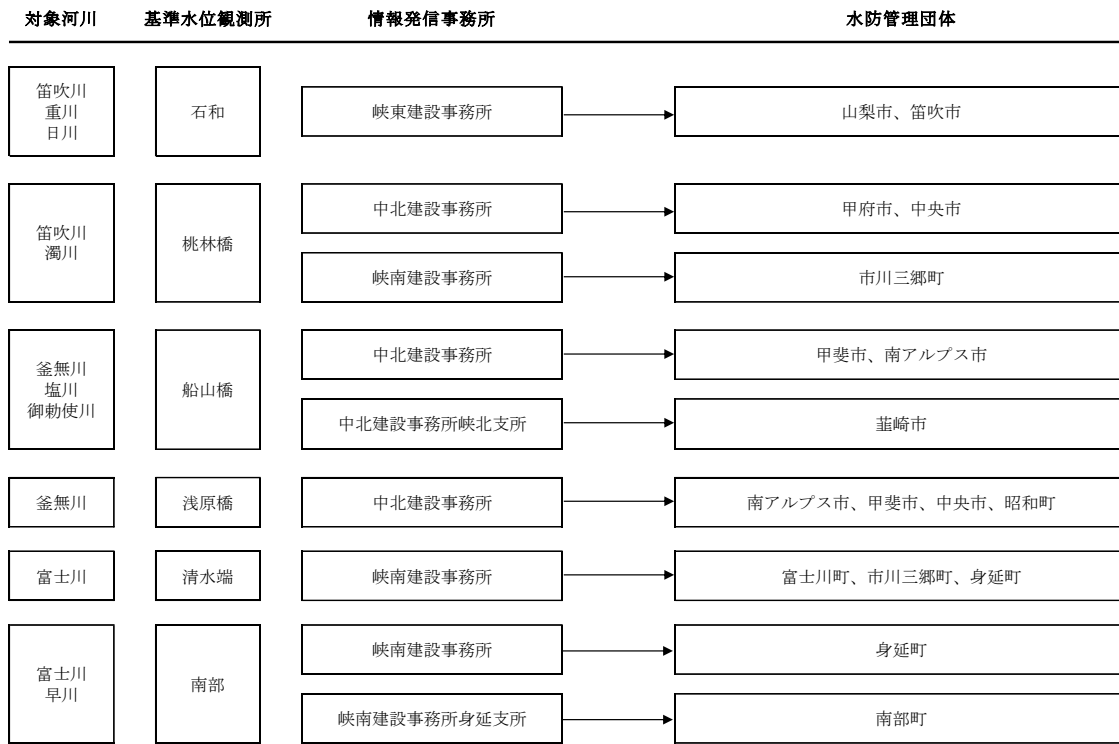 対象河川 基準水位観測所 情報発信事務所 水防管理団体
笛吹川
重川
日川
石和
峡東建設事務所
山梨市、笛吹市
笛吹川
濁川
桃林橋
中北建設事務所
甲府市、中央市
峡南建設事務所
市川三郷町
釜無川
塩川
御勅使川
船山橋
中北建設事務所
甲斐市、南アルプス市
中北建設事務所峡北支所
韮崎市
釜無川
浅原橋
中北建設事務所
南アルプス市、甲斐市、中央市、昭和町
富士川
清水端
峡南建設事務所
富士川町、市川三郷町、身延町
富士川
早川
南部
峡南建設事務所
身延町
峡南建設事務所身延支所
南部町